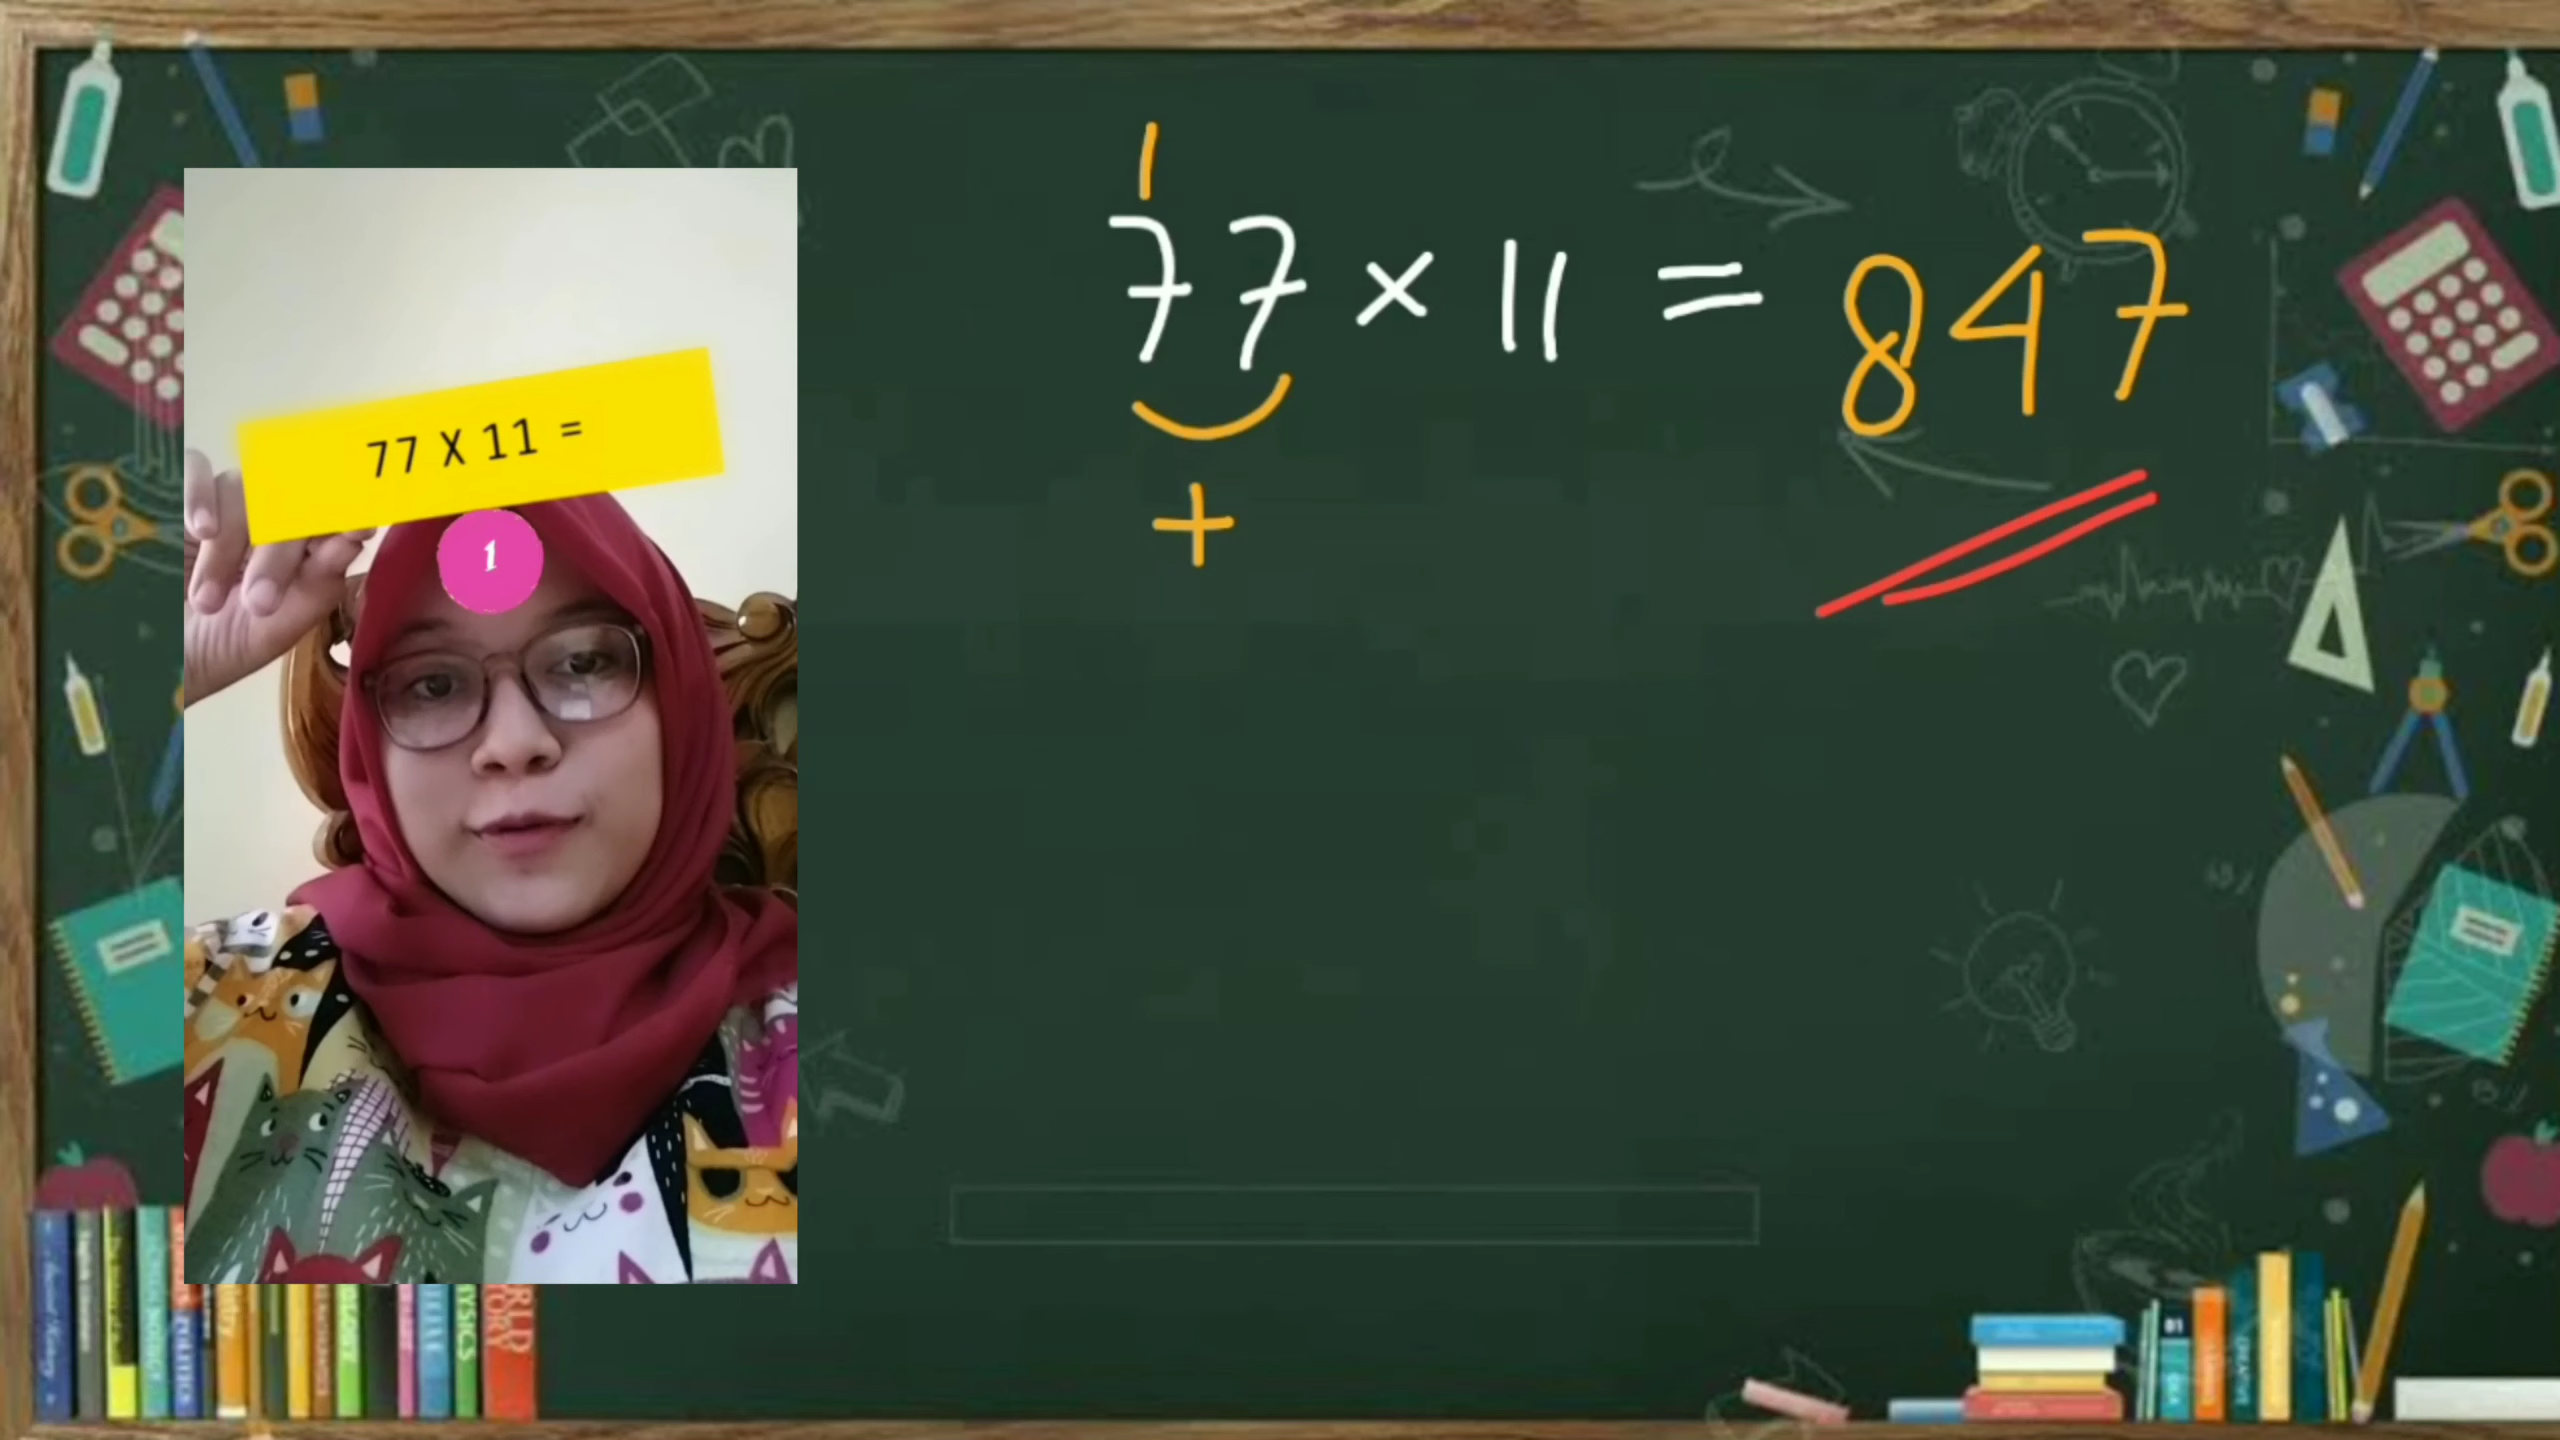 1
77 × 11 = 847
+
77 X 11 =
1